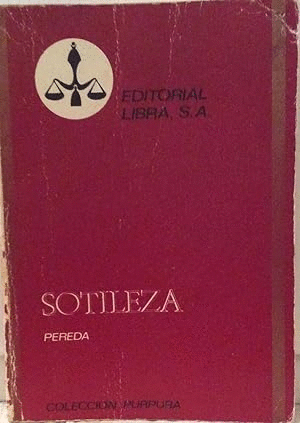 EDITORIAL
LIBRA, S.A.
SOTILEZA
PEREDA
COLECCION PURPURA